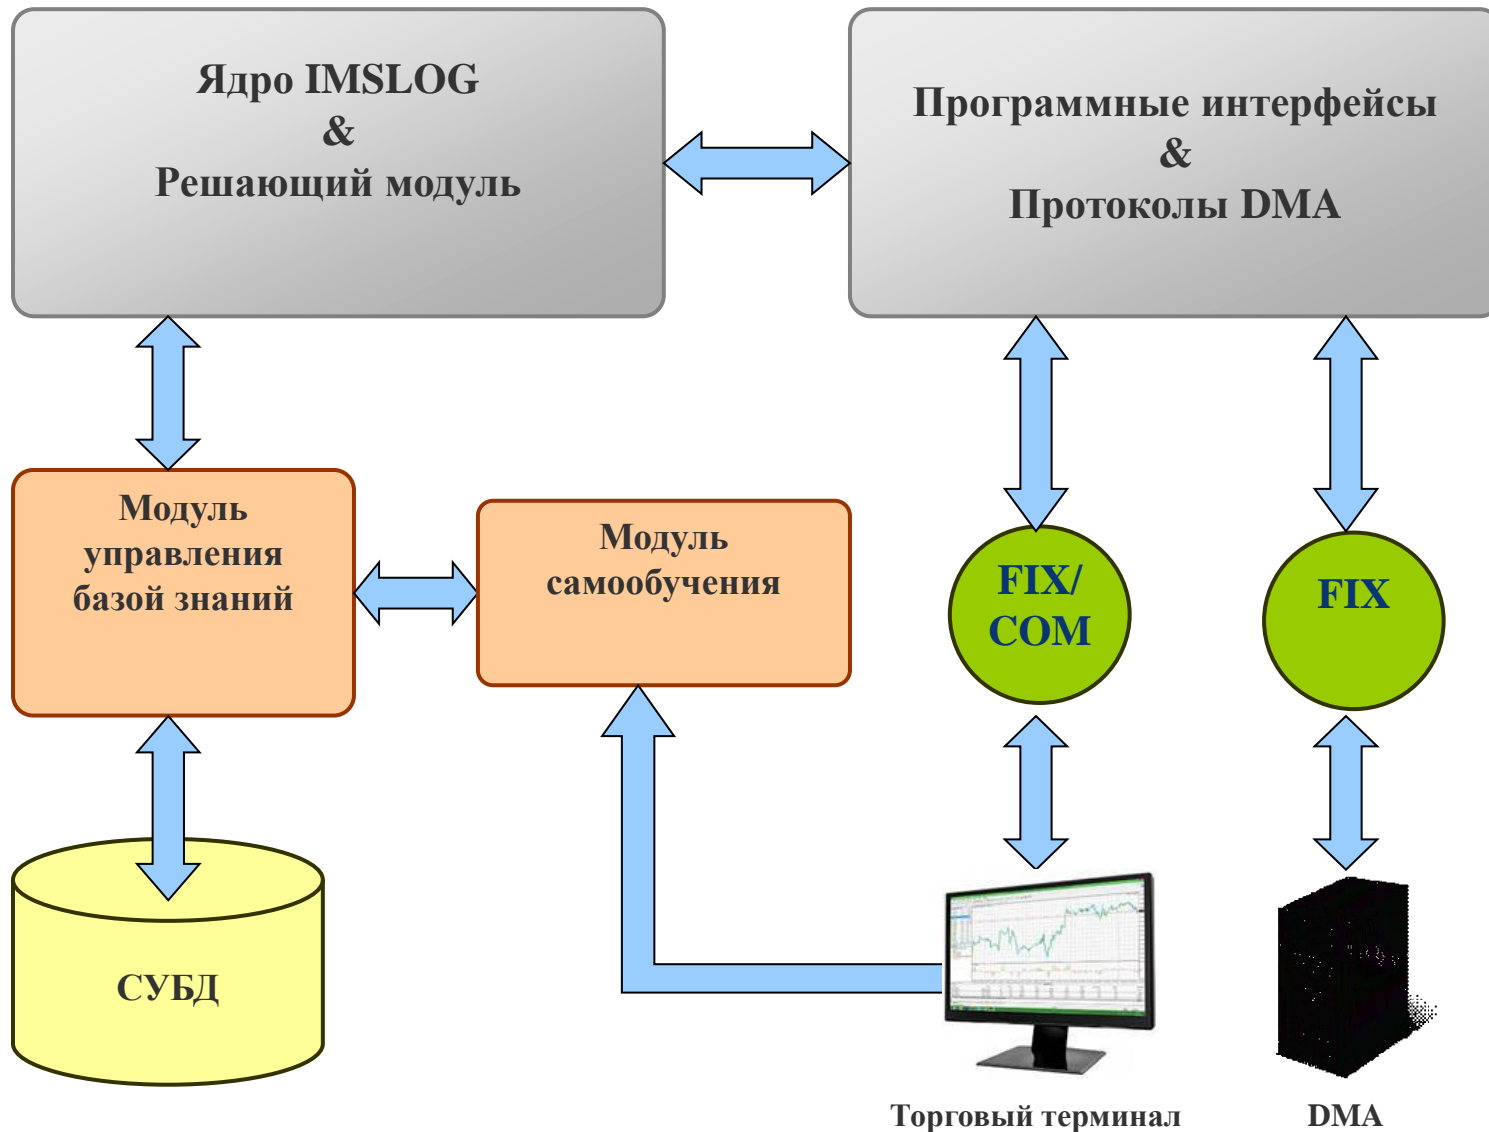 Ядро IMSLOG
&
Решающий модуль
Программные интерфейсы
&
Протоколы DMA
Модуль
управления
базой знаний
Модуль
самообучения
FIX/
COM
FIX
СУБД
Торговый терминал
DMA